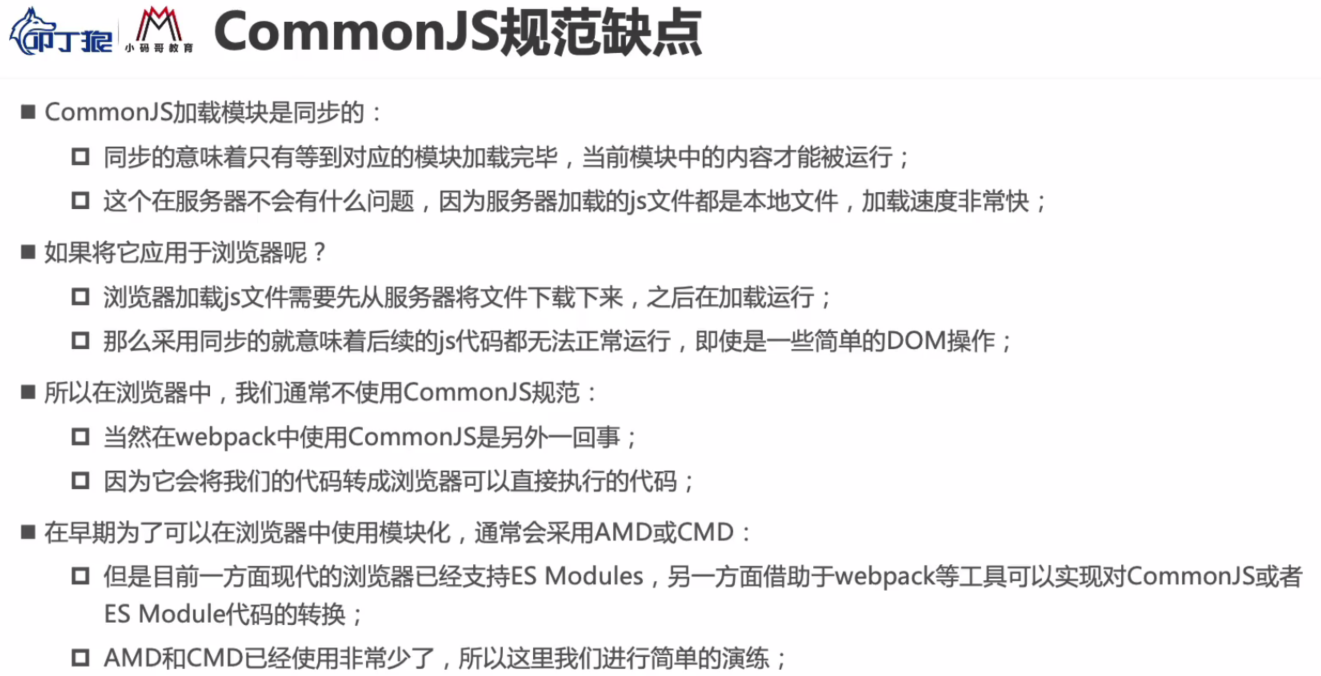 叩丁狼
小码哥教育
CommonJS规范缺点
■ CommonJS加载模块是同步的：
同步的意味着只有等到对应的模块加载完毕，当前模块中的内容才能被运行；
这个在服务器不会有什么问题，因为服务器加载的js文件都是本地文件，加载速度非常快；
■ 如果将它应用于浏览器呢？
浏览器加载js文件需要先从服务器将文件下载下来，之后在加载运行；
那么采用同步的就意味着后续的js代码都无法正常运行，即使是一些简单的DOM操作；
■ 所以在浏览器中，我们通常不使用CommonJS规范：
当然在webpack中使用CommonJS是另外一回事；
因为它会将我们的代码转成浏览器可以直接执行的代码；
■ 在早期为了可以在浏览器中使用模块化，通常会采用AMD或CMD：
但是目前一方面现代的浏览器已经支持ES Modules，另一方面借助于webpack等工具可以实现对CommonJS或者
ES Module代码的转换；
AMD和CMD已经使用非常少了，所以这里我们进行简单的演练；